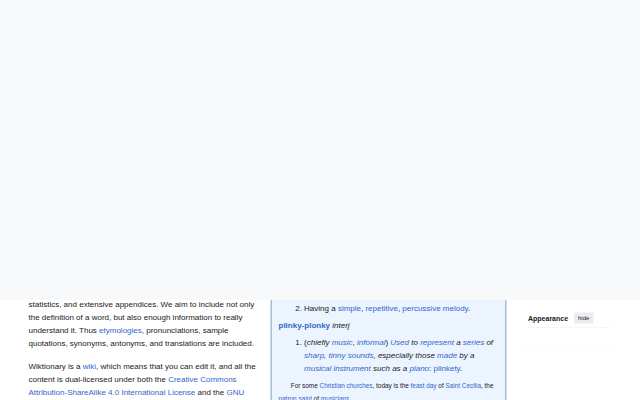 statistics, and extensive appendices. We aim to include not only
the definition of a word, but also enough information to really
understand it. Thus etymologies, pronunciations, sample
quotations, synonyms, antonyms, and translations are included.
Wiktionary is a wiki, which means that you can edit it, and all the
content is dual-licensed under both the Creative Commons
Attribution-ShareAlike 4.0 International License and the GNU
2. Having a simple, repetitive, percussive melody.
plinky-plonky interj
1. (chiefly music, informal) Used to represent a series of
sharp, tinny sounds, especially those made by a
musical instrument such as a piano: plinkety.
For some Christian churches, today is the feast day of Saint Cecilia, the
patron saint of musicians.
Appearance hide